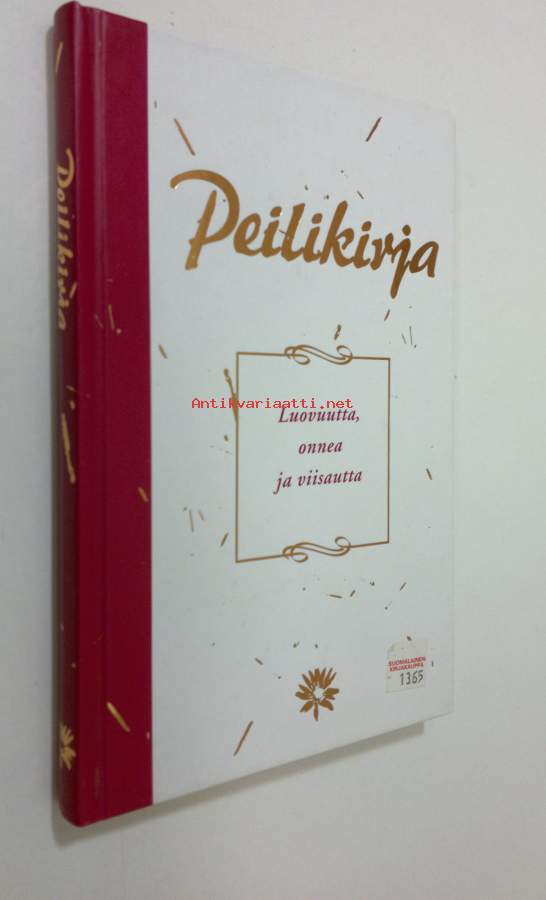 Peilikirja
Peilikirja
Antikvariaatti.net
Luovuutta,
onnea
ja viisautta
SUOMALAINEN
KIRJAKAUPPA
1365